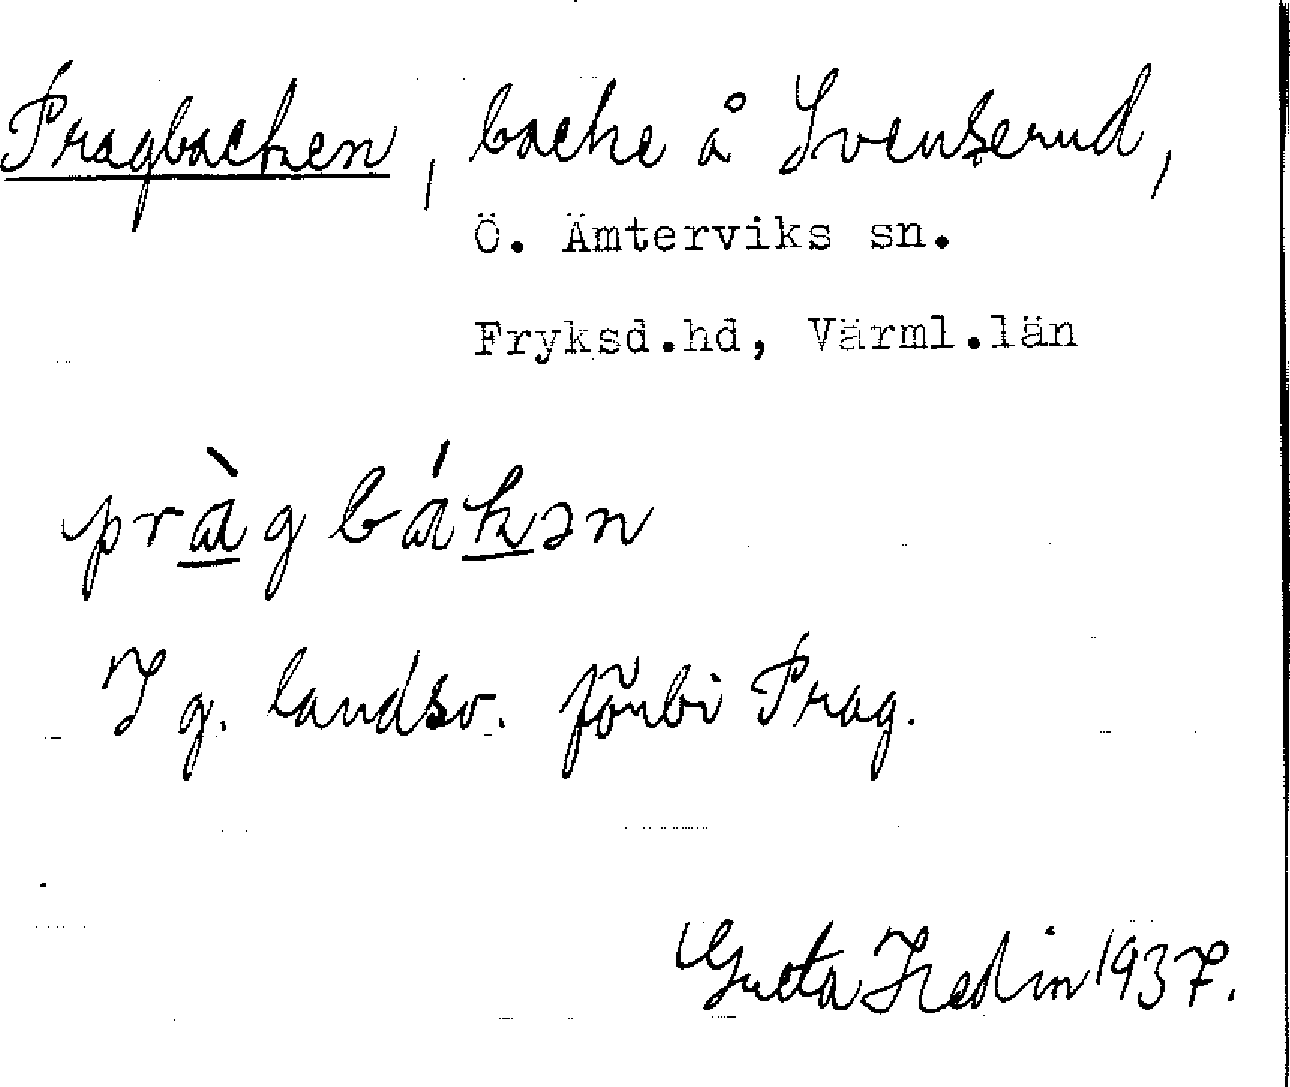 Pragbacken, backe å Svenserud,
Ö. Ämterviks sn.
Fryksd.hd, Värml.län
pràgbákən
I g. landsv. förbi Prag.
Greta Hedin 1937.